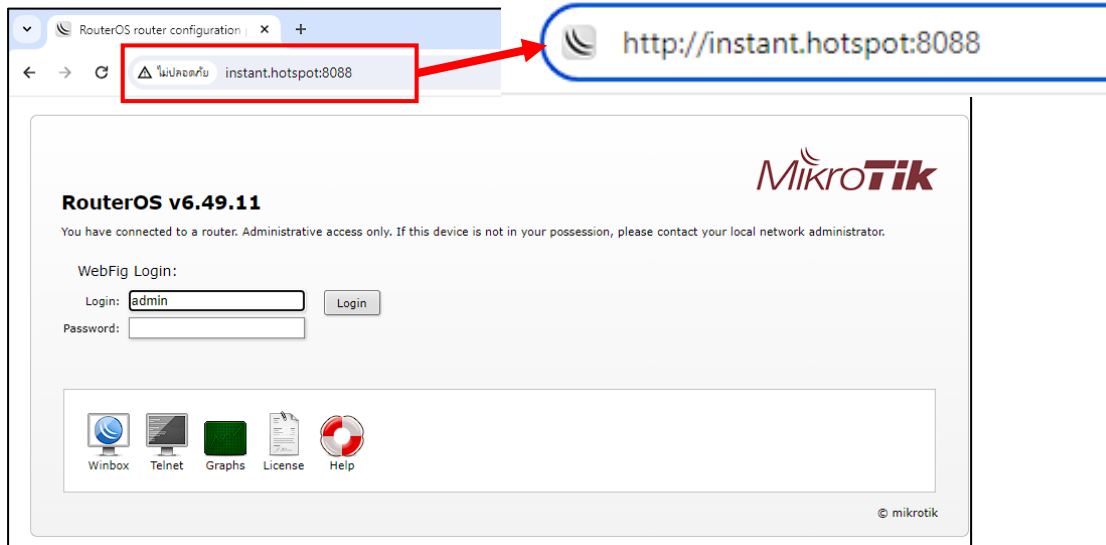 RouterOS router configuration
ไม่ปลอดภัย instant.hotspot:8088
http://instant.hotspot:8088
MikroTik
RouterOS v6.49.11
You have connected to a router. Administrative access only. If this device is not in your possession, please contact your local network administrator.
WebFig Login:
Login: admin Login
Password:
Winbox Telnet Graphs License Help
© mikrotik